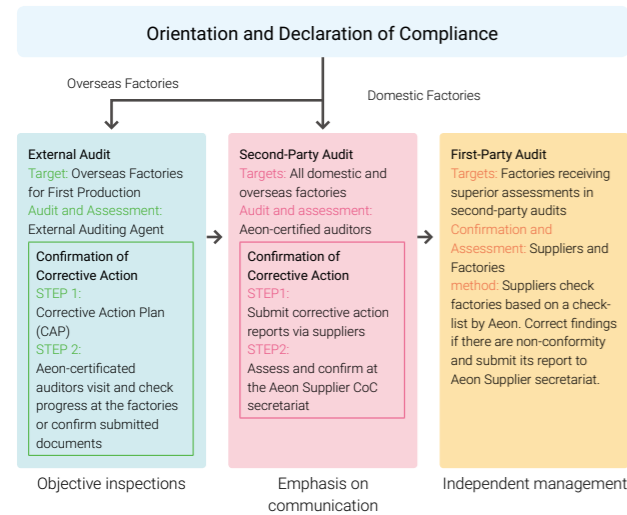 Orientation and Declaration of Compliance
Overseas Factories
Domestic Factories
External Audit
Target: Overseas Factories
for First Production
Audit and Assessment:
External Auditing Agent
Confirmation of
Corrective Action
STEP 1:
Corrective Action Plan
(CAP)
STEP 2:
Aeon-certificated
auditors visit and check
progress at the factories
or confirm submitted
documents
Objective inspections
Second-Party Audit
Targets: All domestic and
overseas factories
Audit and assessment:
Aeon-certified auditors
Confirmation of
Corrective Action
STEP1:
Submit corrective action
reports via suppliers
STEP2:
Assess and confirm at
the Aeon Supplier CoC
secretariat
Emphasis on
communication
First-Party Audit
Targets: Factories receiving
superior assessments in
second-party audits
Confirmation and
Assessment: Suppliers and
Factories
method: Suppliers check
factories based on a check-
list by Aeon. Correct findings
if there are non-conformity
and submit its report to
Aeon Supplier secretariat.
Independent management